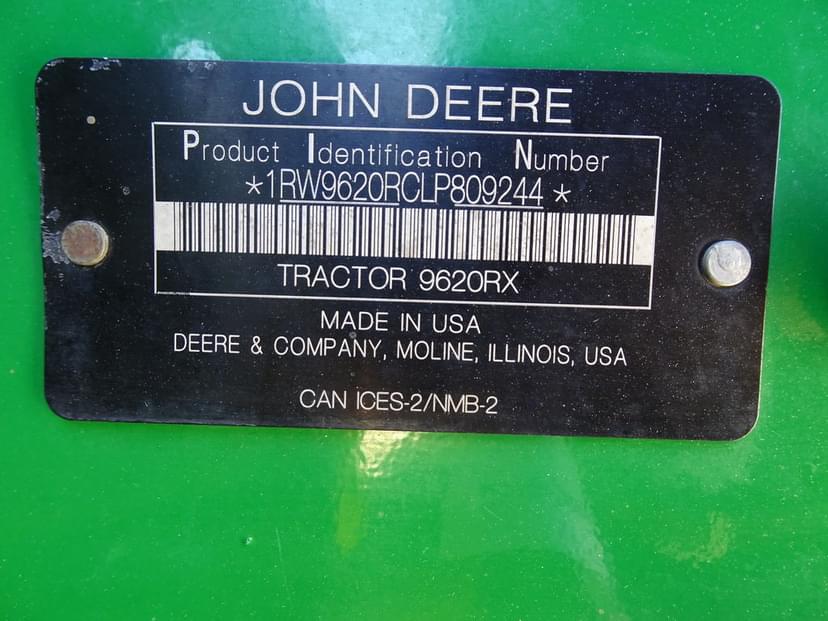 JOHN DEERE
Product Identification Number
*1RW9620RCLP809244*
TRACTOR 9620RX
MADE IN USA
DEERE & COMPANY, MOLINE, ILLINOIS, USA
CAN ICES-2/NMB-2